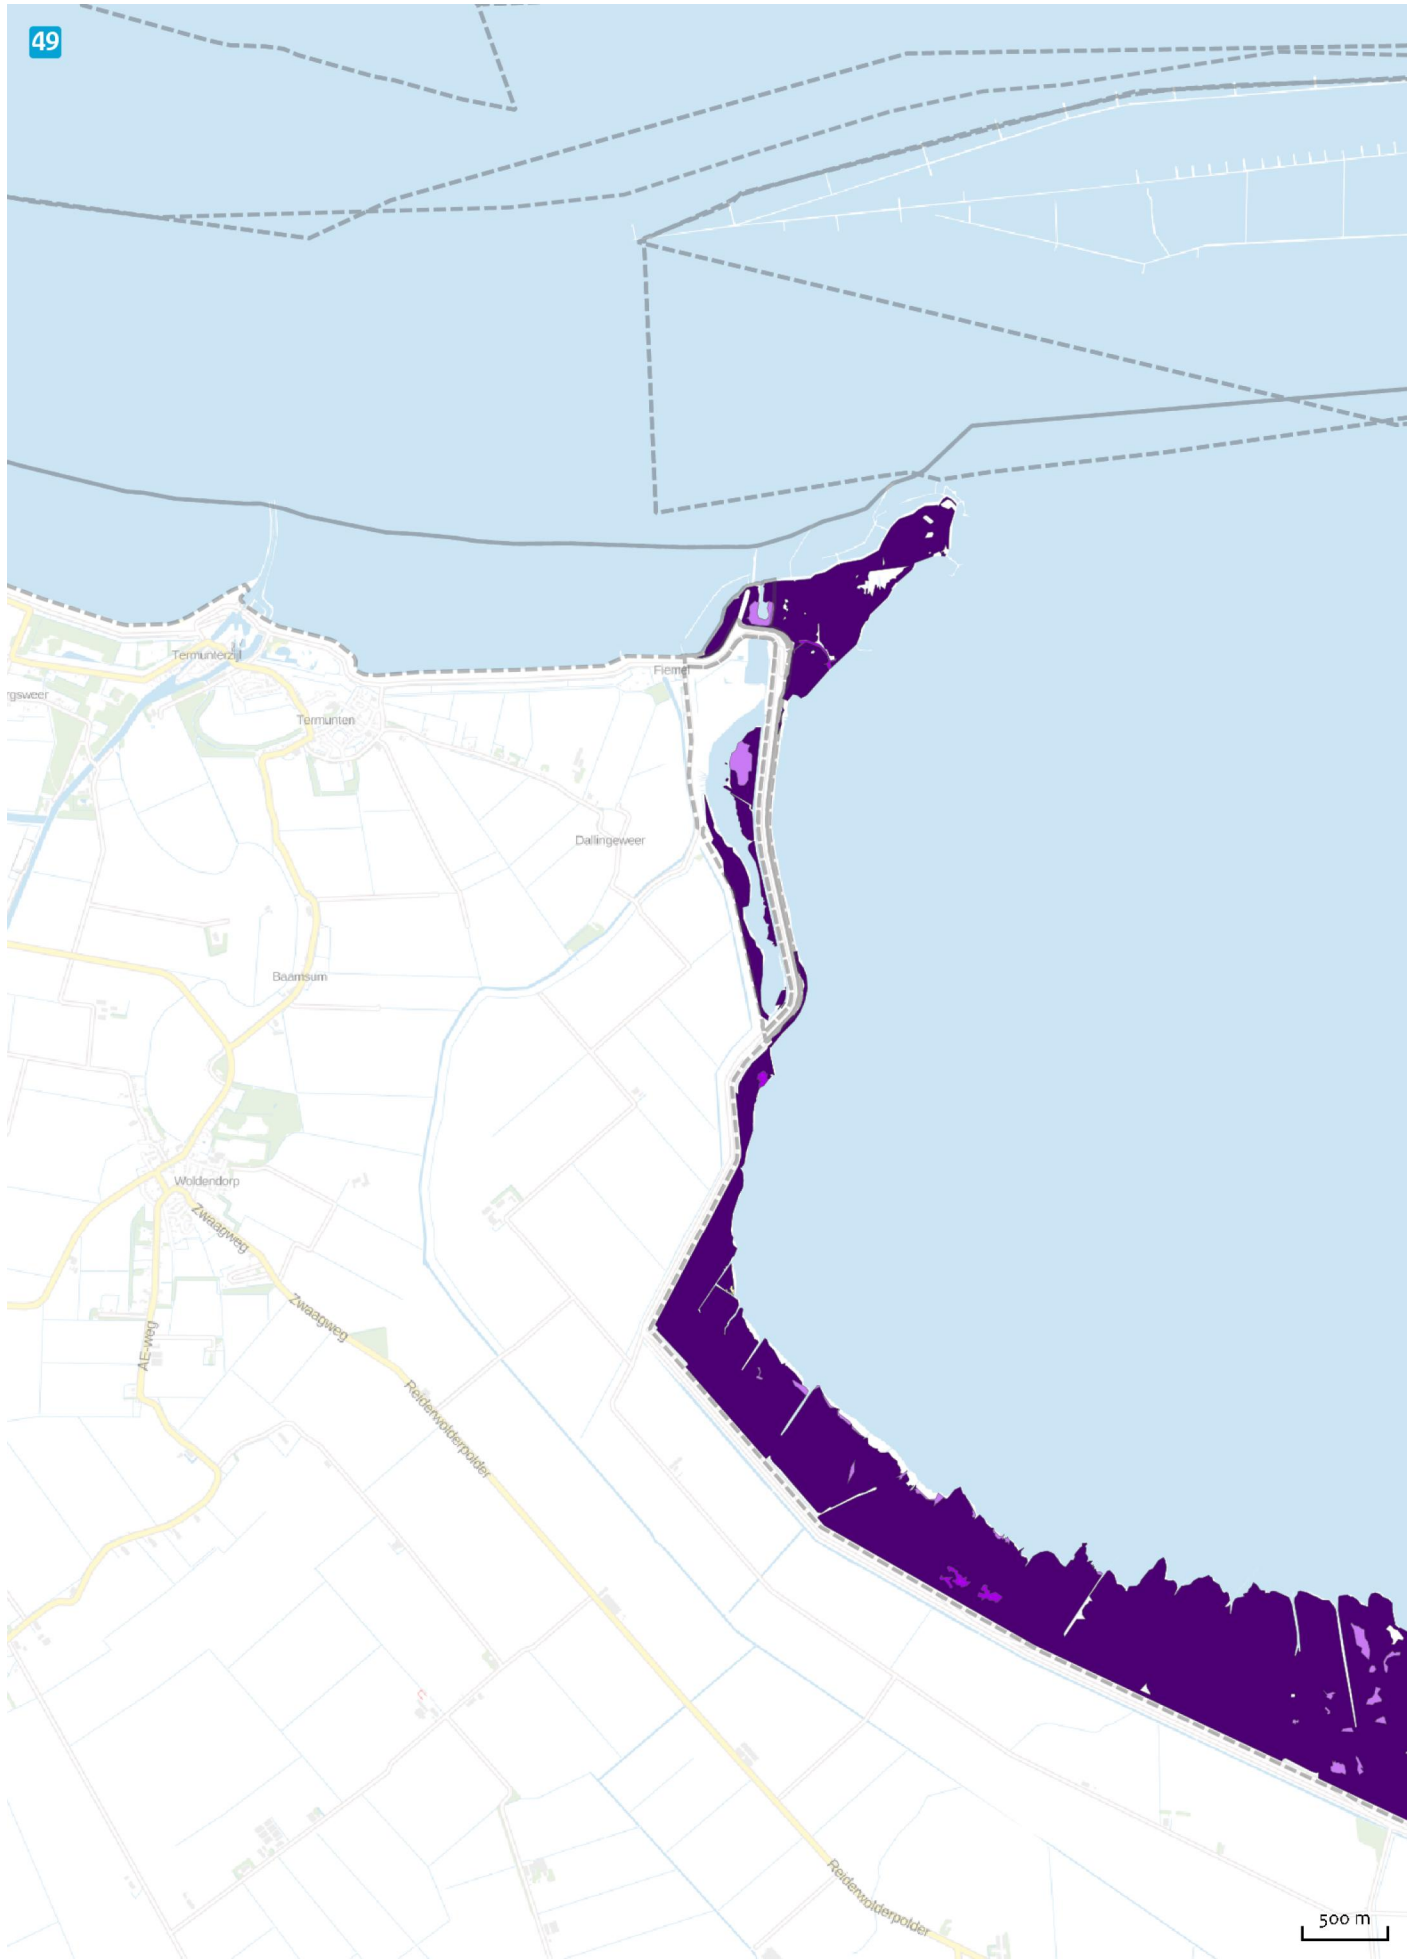 49
Termunterzijl
Fiemel
rgsweer
Termunten
Dallingeweer
Baamsum
Woldendorp
Zwaagweg
Zwaagweg
AE-weg
Reiderwolderpolder
Reiderwolderpolder
500 m